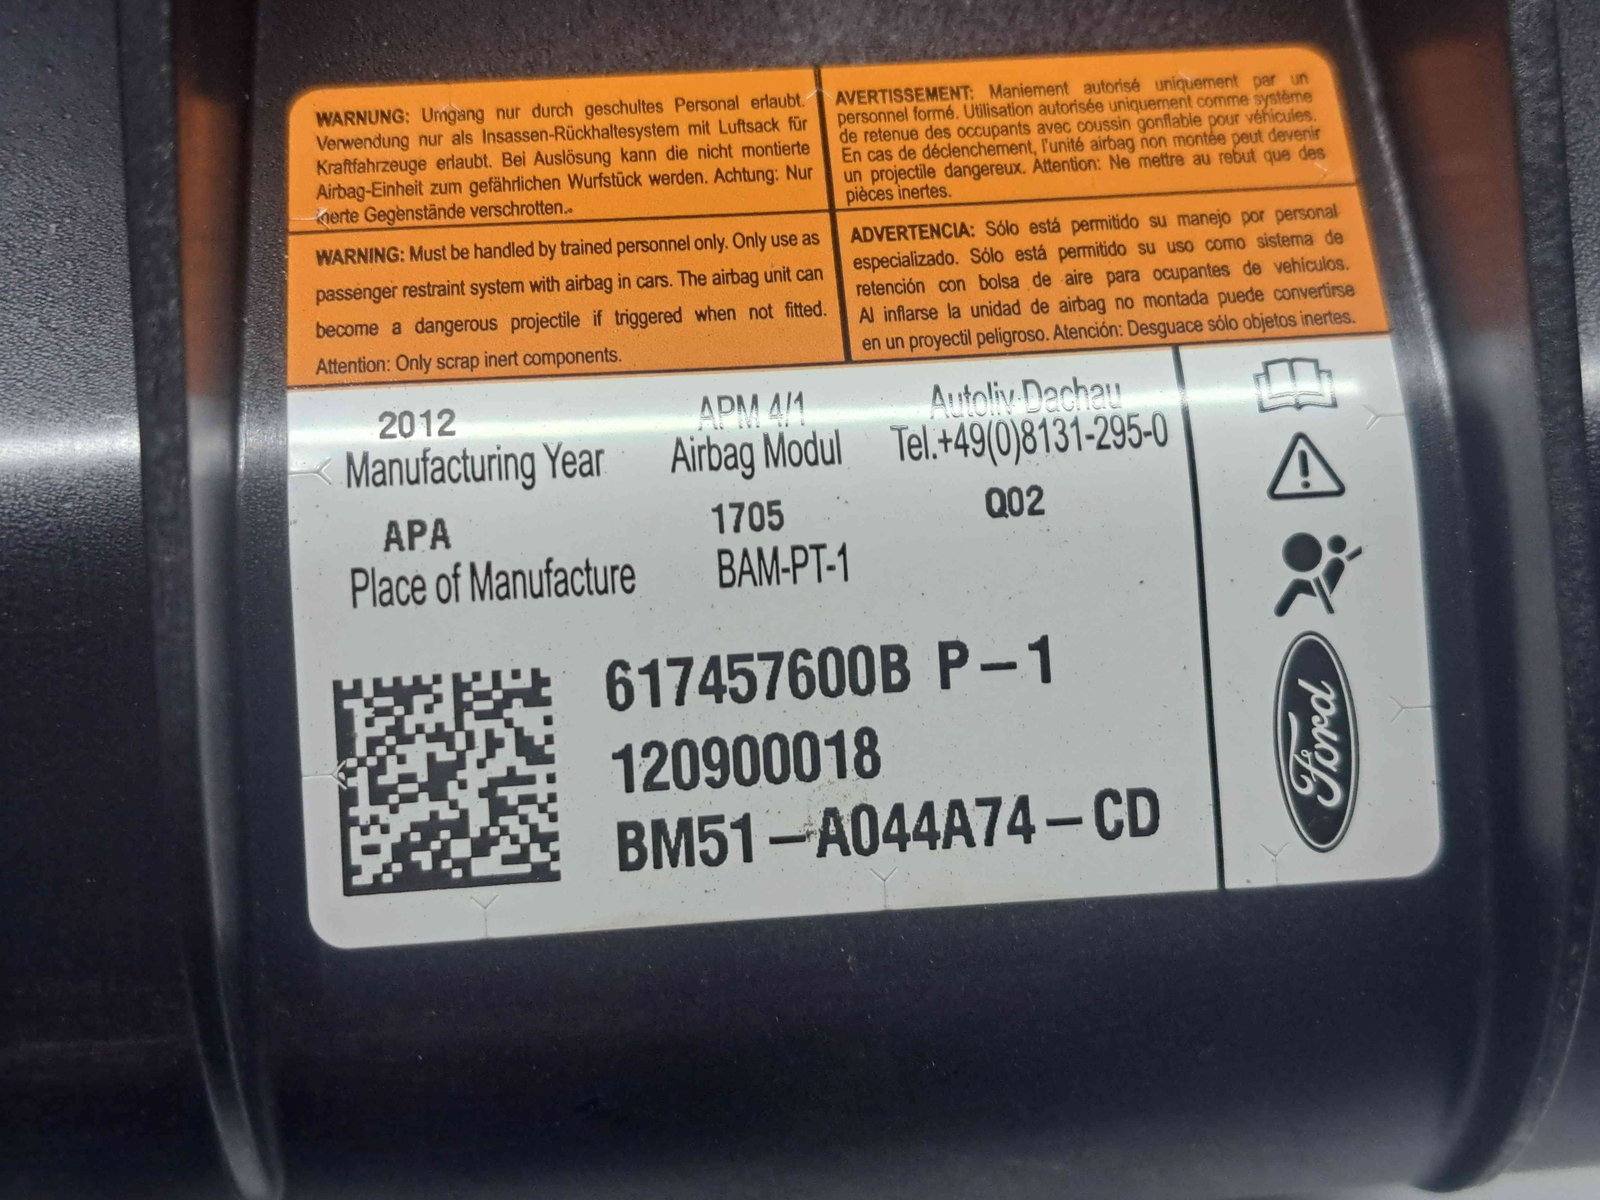 WARNUNG: Umgang nur durch geschultes Personal erlaubt.
Verwendung nur als Insassen-Rückhaltesystem mit Luftsack für
Kraftfahrzeuge erlaubt. Bei Auslösung kann die nicht montierte
Airbag-Einheit zum gefährlichen Wurfstück werden. Achtung: Nur
inerte Gegenstände verschrotten.
AVERTISSEMENT: Maniement autorisé uniquement par un
personnel formé. Utilisation autorisée uniquement comme système
de retenue des occupants avec coussin gonflable pour véhicules.
En cas de déclenchement, l'unité airbag non montée peut devenir
un projectile dangereux. Attention: Ne mettre au rebut que des
pièces inertes.
WARNING: Must be handled by trained personnel only. Only use as
passenger restraint system with airbag in cars. The airbag unit can
become a dangerous projectile if triggered when not fitted.
Attention: Only scrap inert components.
ADVERTENCIA: Sólo está permitido su manejo por personal
especializado. Sólo está permitido su uso como sistema de
retención con bolsa de aire para ocupantes de vehículos.
Al inflarse la unidad de airbag no montada puede convertirse
en un proyectil peligroso. Atención: Desguace sólo objetos inertes.
2012 APM 4/1 Autoliv Dachau
Manufacturing Year Airbag Modul Tel.+49(0)8131-295-0
APA 1705 Q02
Place of Manufacture BAM-PT-1
617457600B P-1
120900018
BM51-A044A74-CD
Ford